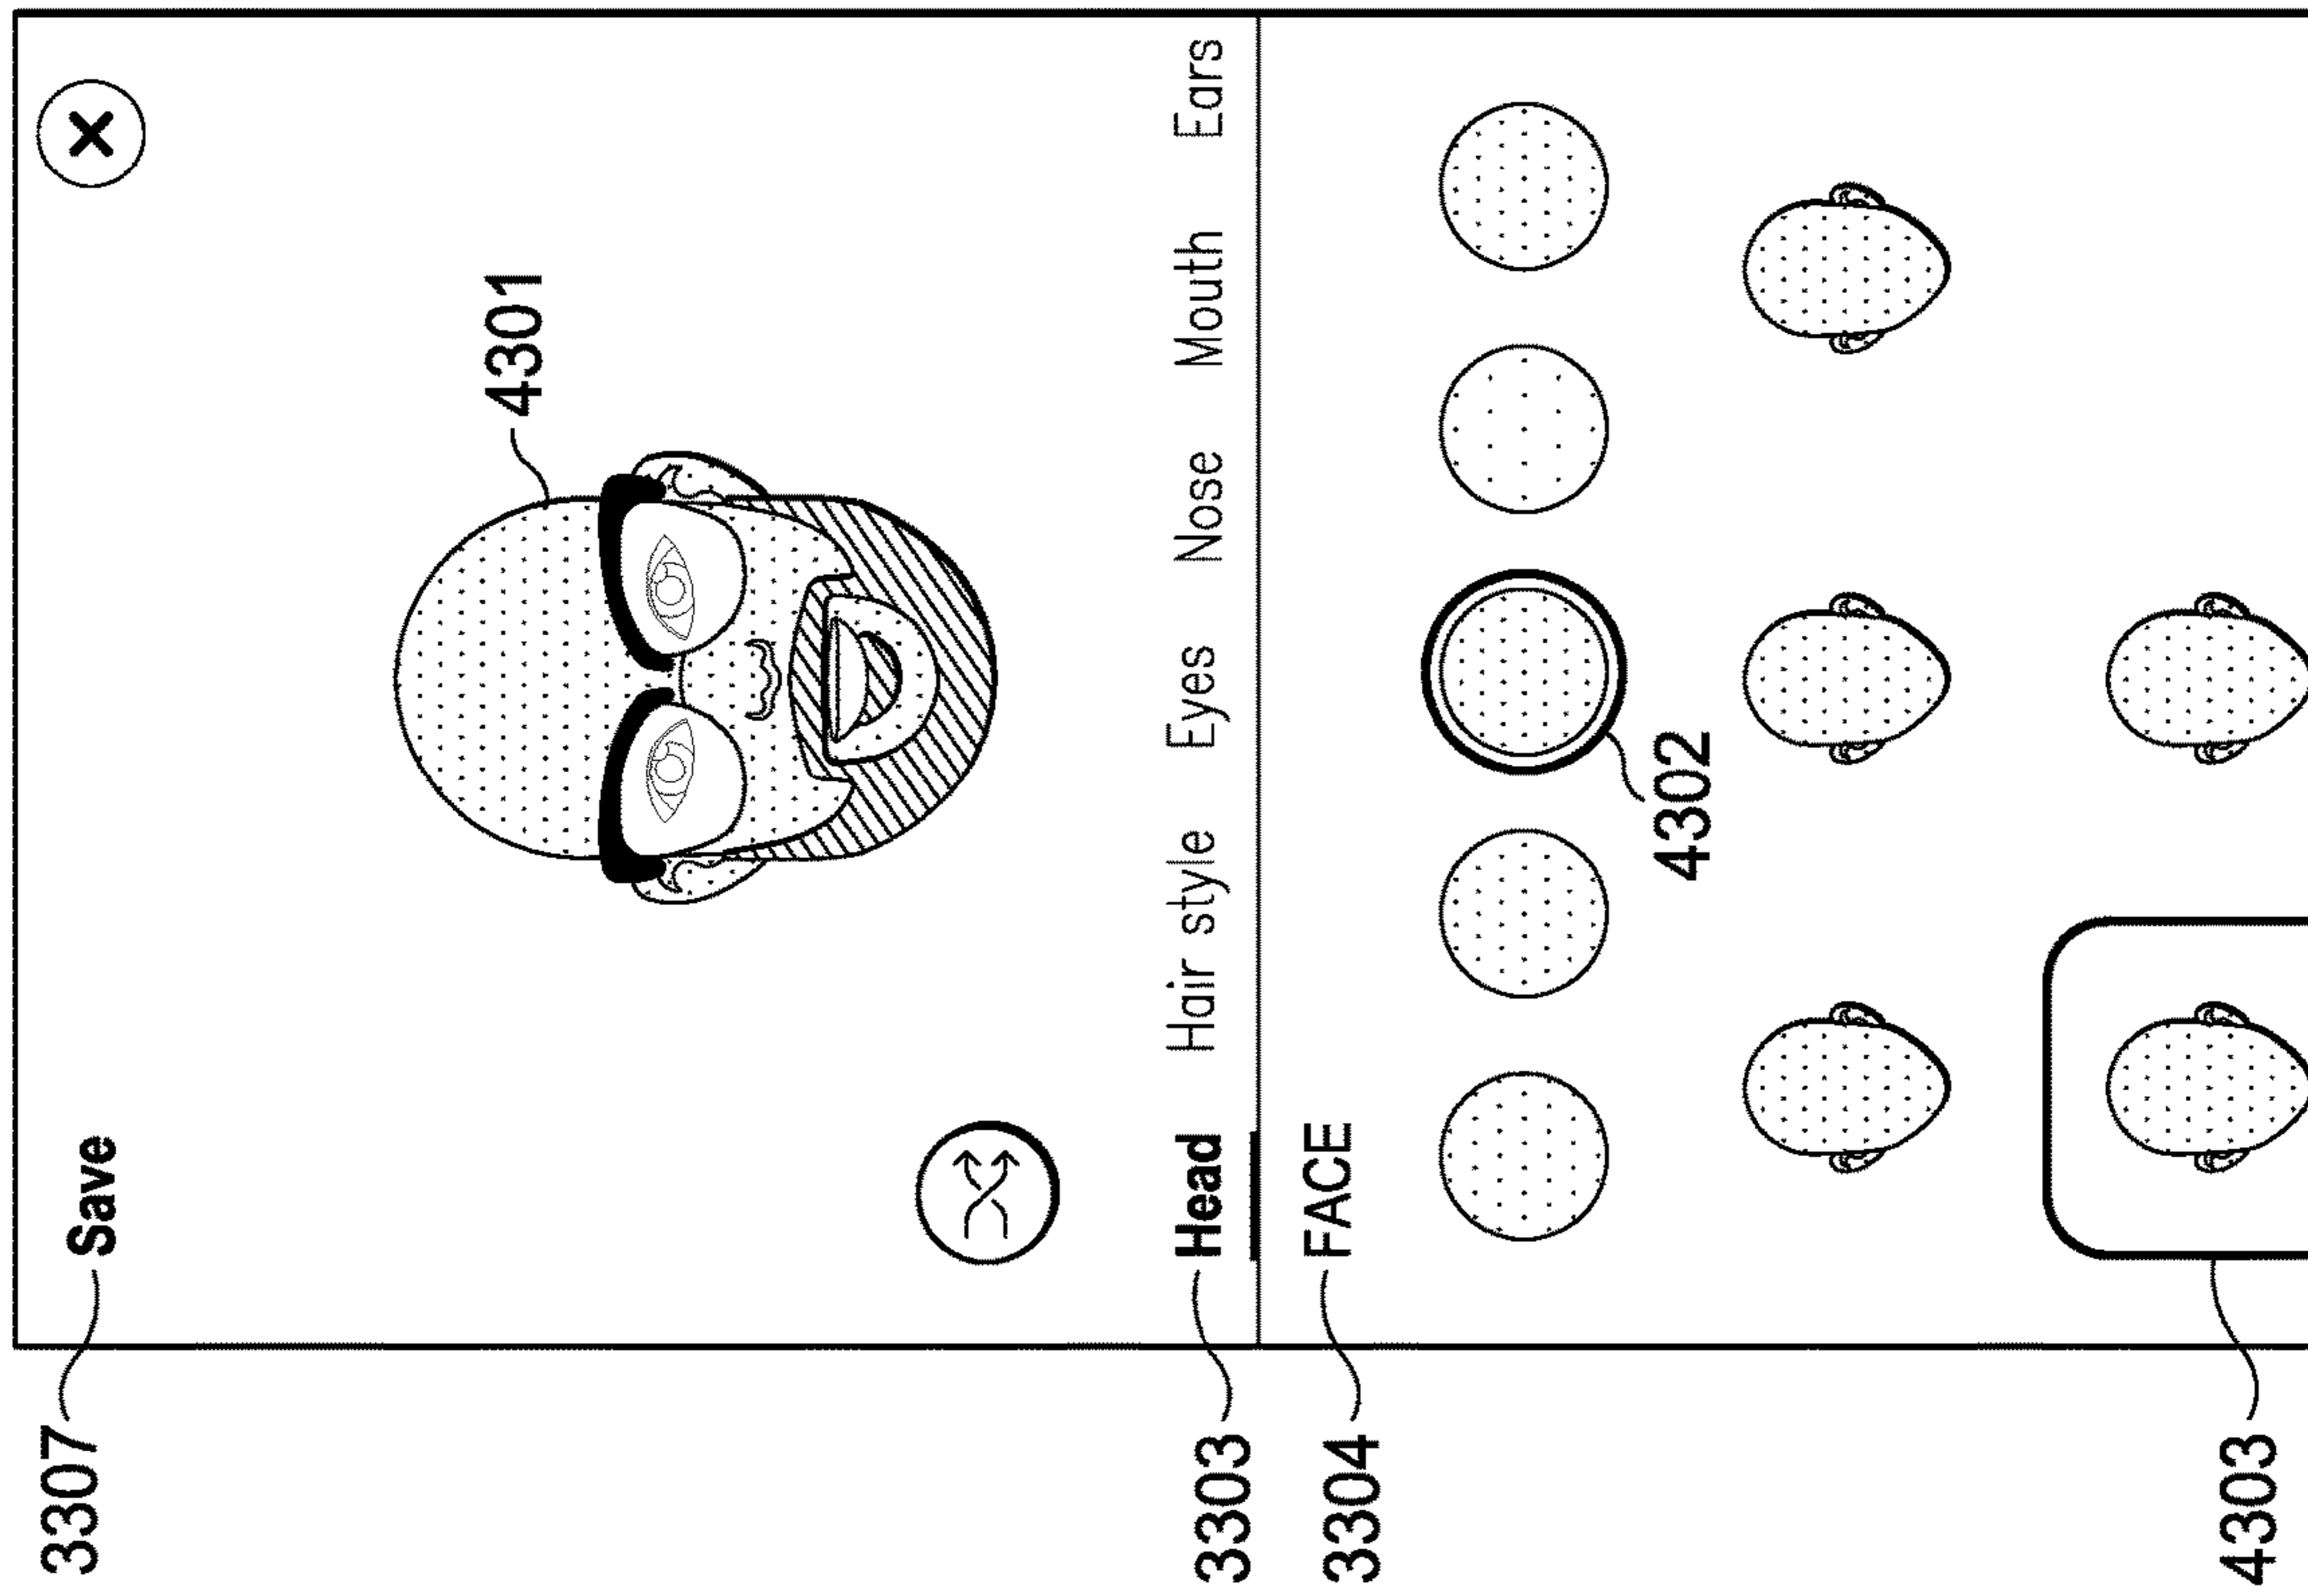 3307 Save
4301
3303 Head Hair style Eyes Nose Mouth Ears
3304 FACE
4302
4303